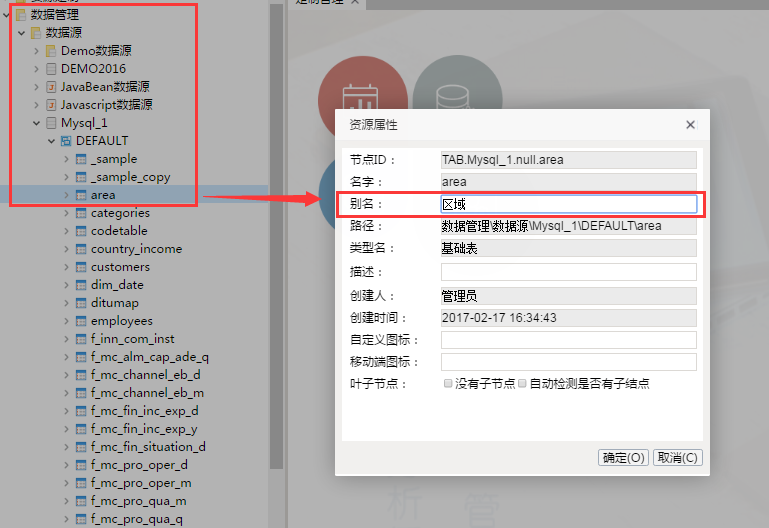 定制管理
数据管理
数据源
Demo数据源
DEMO2016
JavaBean数据源
Javascript数据源
Mysql_1
DEFAULT
_sample
_sample_copy
area
categories
codetable
country_income
customers
dim_date
ditumap
employees
f_inn_com_inst
f_mc_alm_cap_ade_q
f_mc_channel_eb_d
f_mc_channel_eb_m
f_mc_fin_inc_exp_d
f_mc_fin_inc_exp_y
f_mc_fin_situation_d
f_mc_pro_oper_d
f_mc_pro_oper_m
f_mc_pro_qua_m
f_mc_pro_qua_q
资源属性
节点ID： TAB.Mysql_1.null.area
名字： area
别名： 区域
路径： 数据管理\数据源\Mysql_1\DEFAULT\area
类型名： 基础表
描述：
创建人： 管理员
创建时间： 2017-02-17 16:34:43
自定义图标：
移动端图标：
叶子节点： 没有子节点 自动检测是否有子结点
确定(O) 取消(C)
析 管